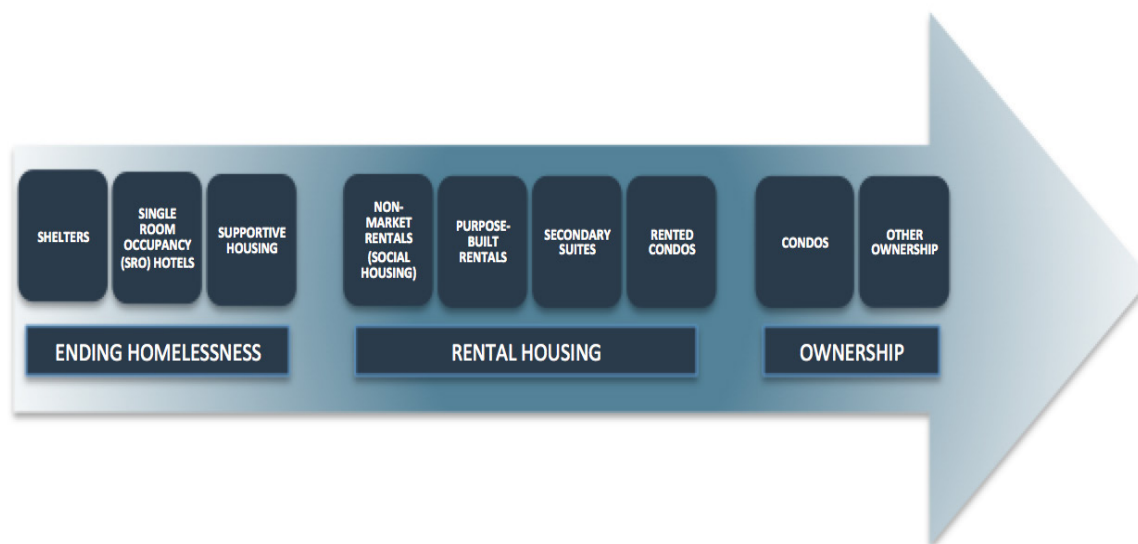 SHELTERS
SINGLE
ROOM
OCCUPANCY
(SRO) HOTELS
SUPPORTIVE
HOUSING
NON-
MARKET
RENTALS
(SOCIAL
HOUSING)
PURPOSE-
BUILT
RENTALS
SECONDARY
SUITES
RENTED
CONDOS
CONDOS
OTHER
OWNERSHIP
ENDING HOMELESSNESS
RENTAL HOUSING
OWNERSHIP